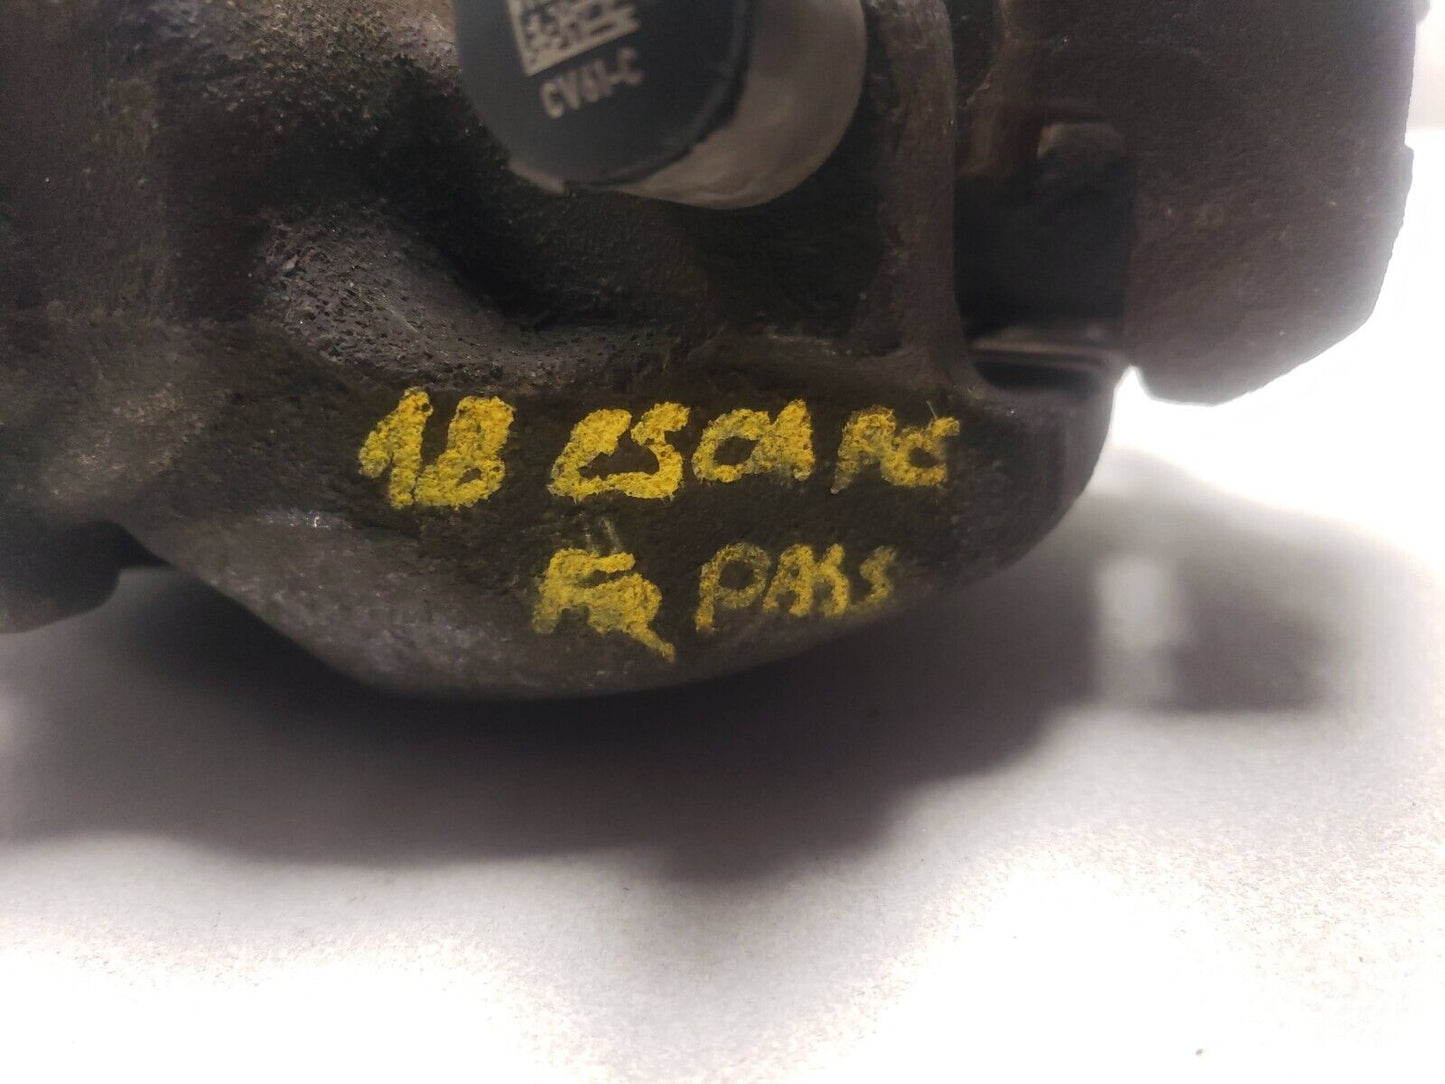 CV61-C
18 ESCAPE
FR PASS